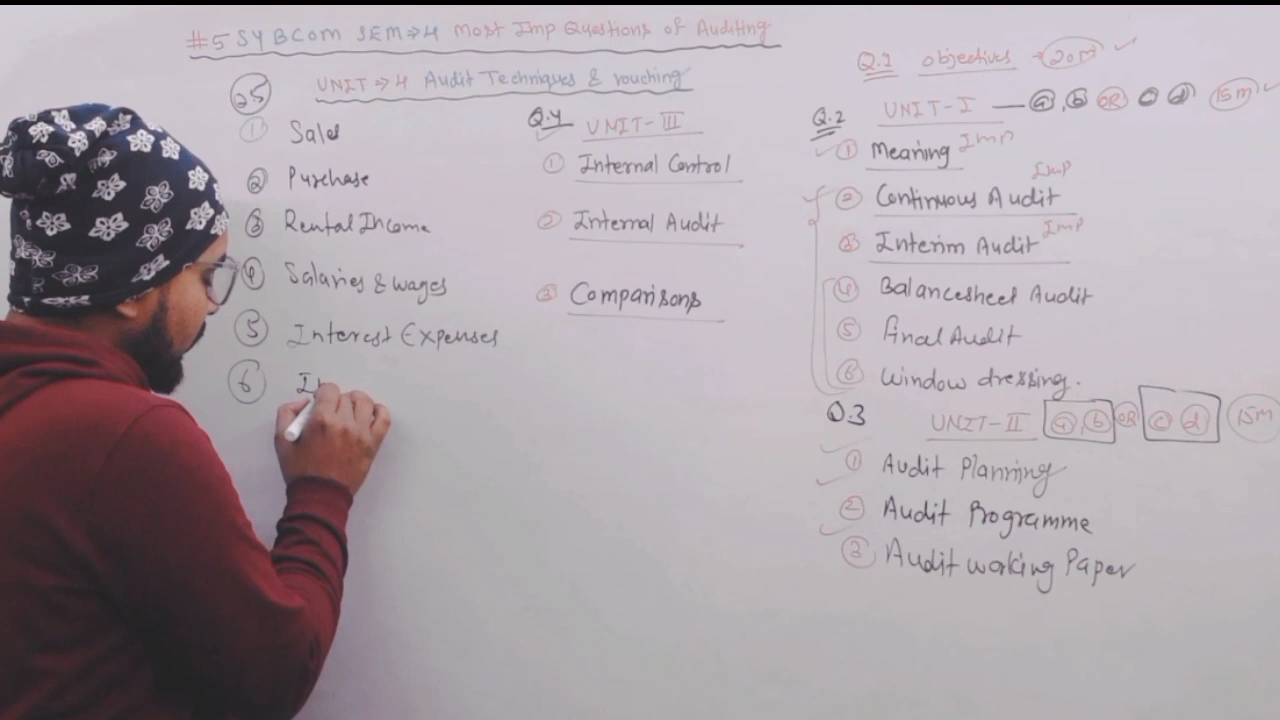 #5 SYBCOM SEM⇒4 Most Imp Questions of Auditing
UNIT⇒4 Audit Techniques & vouching
25
① Sales
② Purchase
③ Rental Income
④ Salaries & wages
⑤ Interest Expenses
⑥ In
Q.4 UNIT-III
① Internal Control
② Internal Audit
③ Comparisons
Q.1 objectives → 20M
Q.2 UNIT-I — ⓐ, ⓑ OR ⓒ ⓓ 15M
① Meaning Imp
② Continuous Audit Imp
③ Interim Audit Imp
④ Balancesheet Audit
⑤ final Audit
⑥ window dressing.
Q.3 UNIT-II ⓐ, ⓑ OR ⓒ ⓓ 15M
① Audit Planning
② Audit Programme
③ Audit working Paper